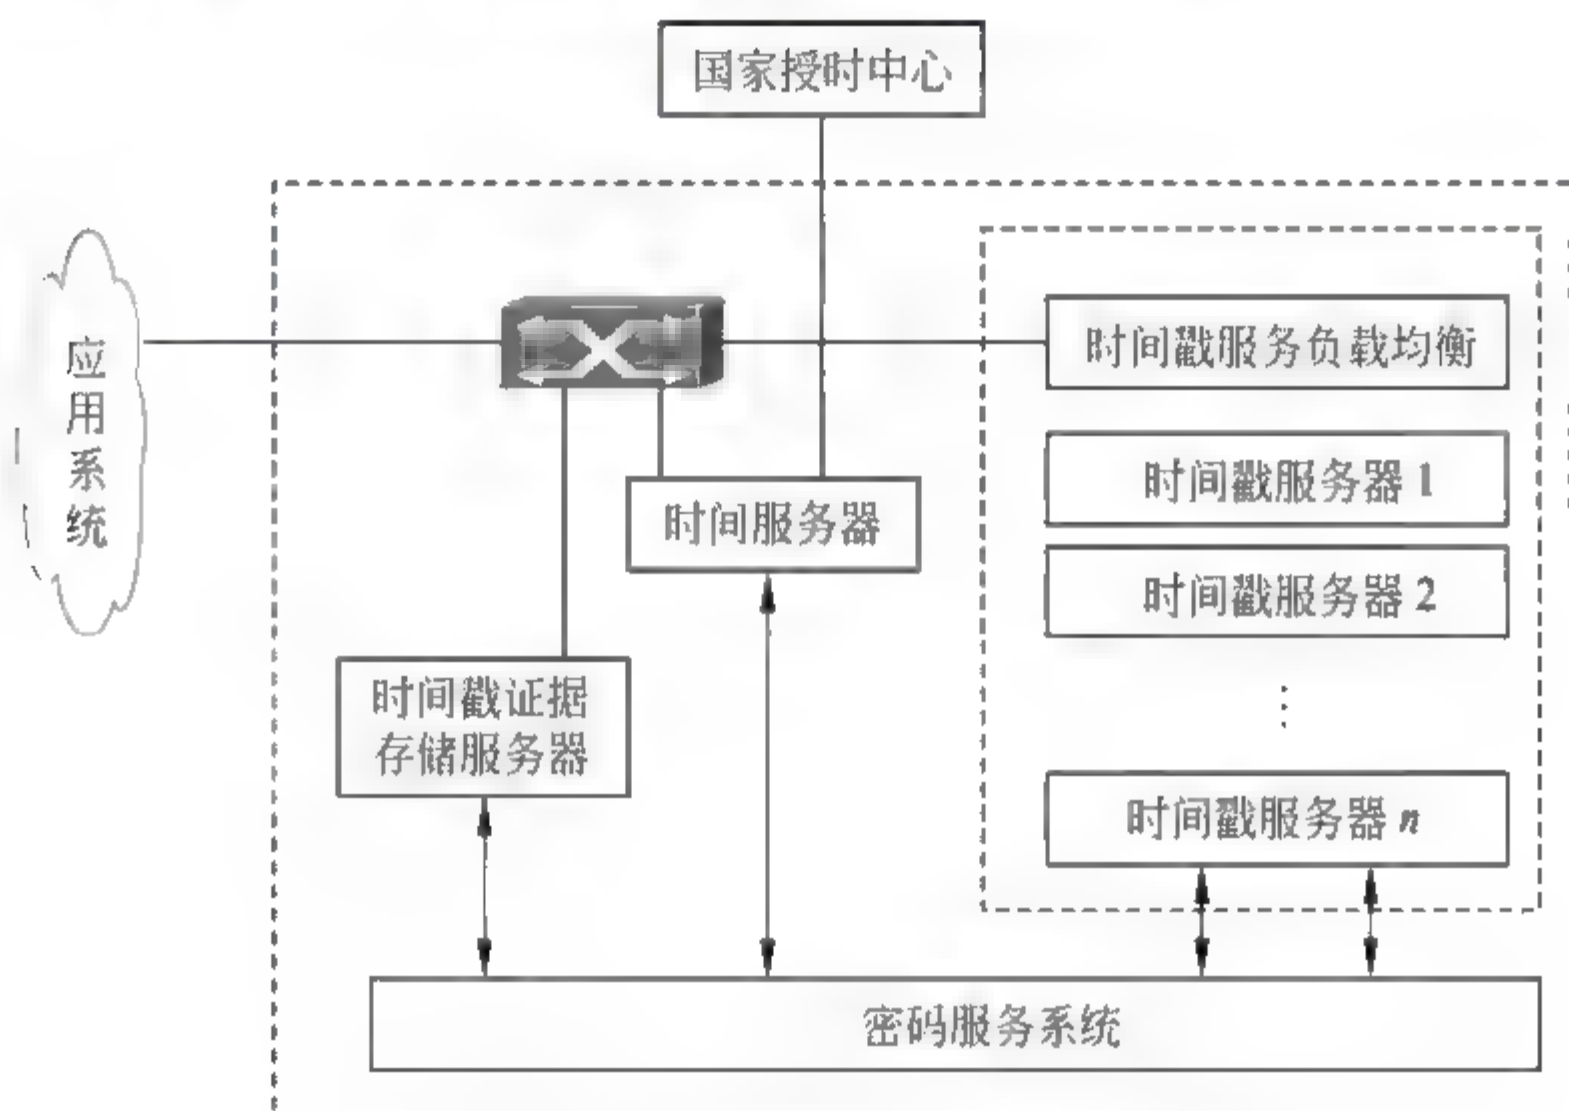 国家授时中心
应
用
系
统
时间戳服务负载均衡
时间戳服务器 1
时间服务器
时间戳服务器 2
时间戳证据
存储服务器
⋮
时间戳服务器 n
密码服务系统